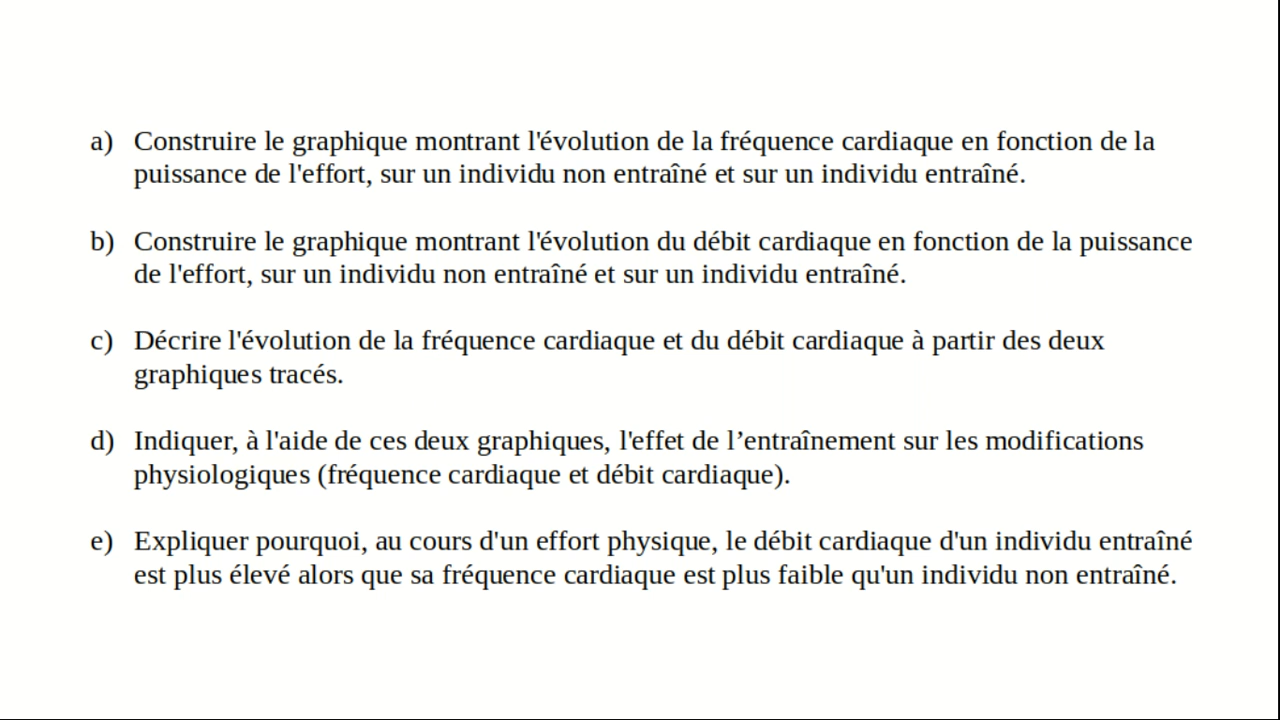 a) Construire le graphique montrant l'évolution de la fréquence cardiaque en fonction de la
puissance de l'effort, sur un individu non entraîné et sur un individu entraîné.
b) Construire le graphique montrant l'évolution du débit cardiaque en fonction de la puissance
de l'effort, sur un individu non entraîné et sur un individu entraîné.
c) Décrire l'évolution de la fréquence cardiaque et du débit cardiaque à partir des deux
graphiques tracés.
d) Indiquer, à l'aide de ces deux graphiques, l'effet de l’entraînement sur les modifications
physiologiques (fréquence cardiaque et débit cardiaque).
e) Expliquer pourquoi, au cours d'un effort physique, le débit cardiaque d'un individu entraîné
est plus élevé alors que sa fréquence cardiaque est plus faible qu'un individu non entraîné.